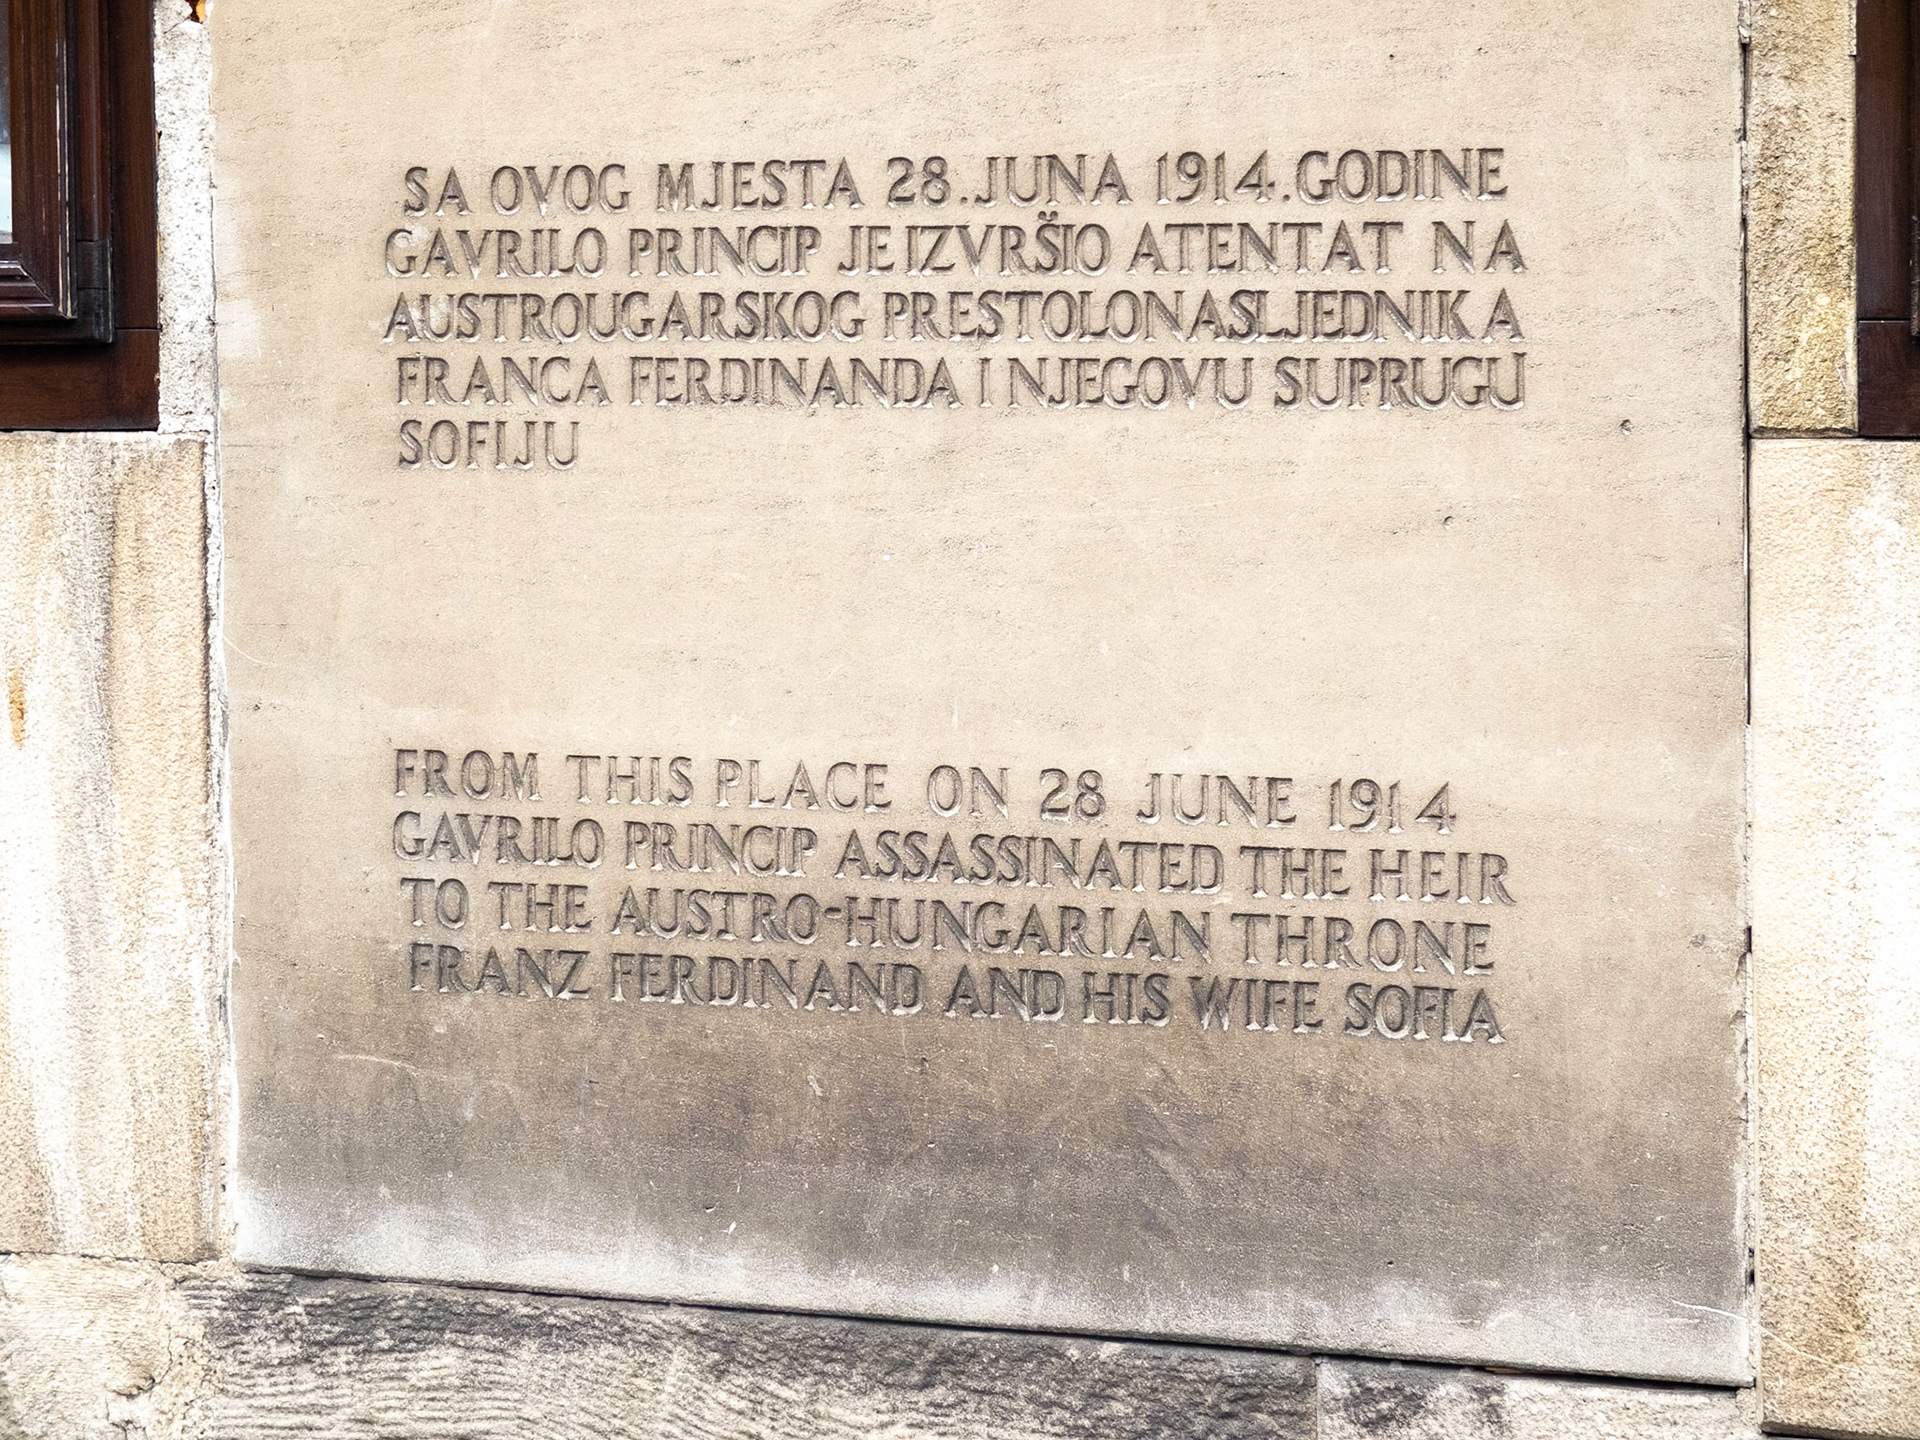 SA OVOG MJESTA 28. JUNA 1914. GODINE
GAVRILO PRINCIP JE IZVRŠIO ATENTAT NA
AUSTROUGARSKOG PRESTOLONASLJEDNIKA
FRANCA FERDINANDA I NJEGOVU SUPRUGU
SOFIJU
FROM THIS PLACE ON 28 JUNE 1914
GAVRILO PRINCIP ASSASSINATED THE HEIR
TO THE AUSTRO-HUNGARIAN THRONE
FRANZ FERDINAND AND HIS WIFE SOFIA